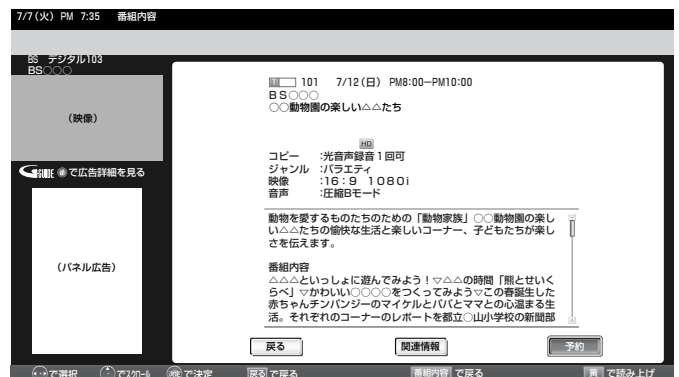 7/7(火) PM 7:35 番組内容
BS デジタル103
BS○○○
(映像)
GGUIDE で広告詳細を見る
(パネル広告)
101 7/12(日) PM8:00ーPM10:00
BS○○○
○○動物園の楽しい△△たち
HD
コピー :光音声録音1回可
ジャンル :バラエティ
映像 :16:9 1080i
音声 :圧縮Bモード
動物を愛するものたちのための「動物家族」○○動物園の楽し
い△△たちの愉快な生活と楽しいコーナー、子どもたちが楽し
さを伝えます。
番組内容
△△△といっしょに遊んでみよう!▽△△の時間「熊とせいく
らべ」▽かわいい○○○○をつくってみよう▽この春誕生した
赤ちゃんチンパンジーのマイケルとパパとママとの心温まる生
活。それぞれのコーナーのレポートを都立○山小学校の新聞部
戻る 関連情報 予約
で選択 でスクロール 決定 で決定 戻る で戻る 番組内容 で戻る 黄 で読み上げ